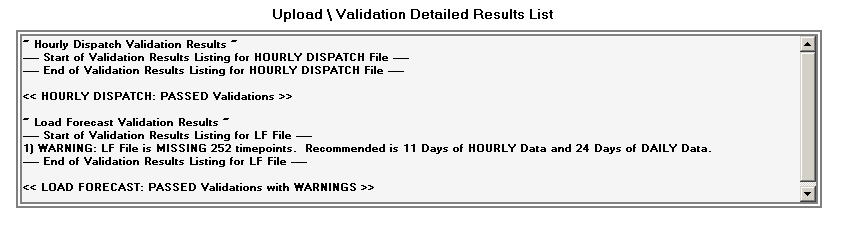 Upload \ Validation Detailed Results List
~ Hourly Dispatch Validation Results ~
---- Start of Validation Results Listing for HOURLY DISPATCH File ----
---- End of Validation Results Listing for HOURLY DISPATCH File ----
<< HOURLY DISPATCH: PASSED Validations >>
~ Load Forecast Validation Results ~
---- Start of Validation Results Listing for LF File ----
1) WARNING: LF File is MISSING 252 timepoints.  Recommended is 11 Days of HOURLY Data and 24 Days of DAILY Data.
---- End of Validation Results Listing for LF File ----
<< LOAD FORECAST: PASSED Validations with WARNINGS >>